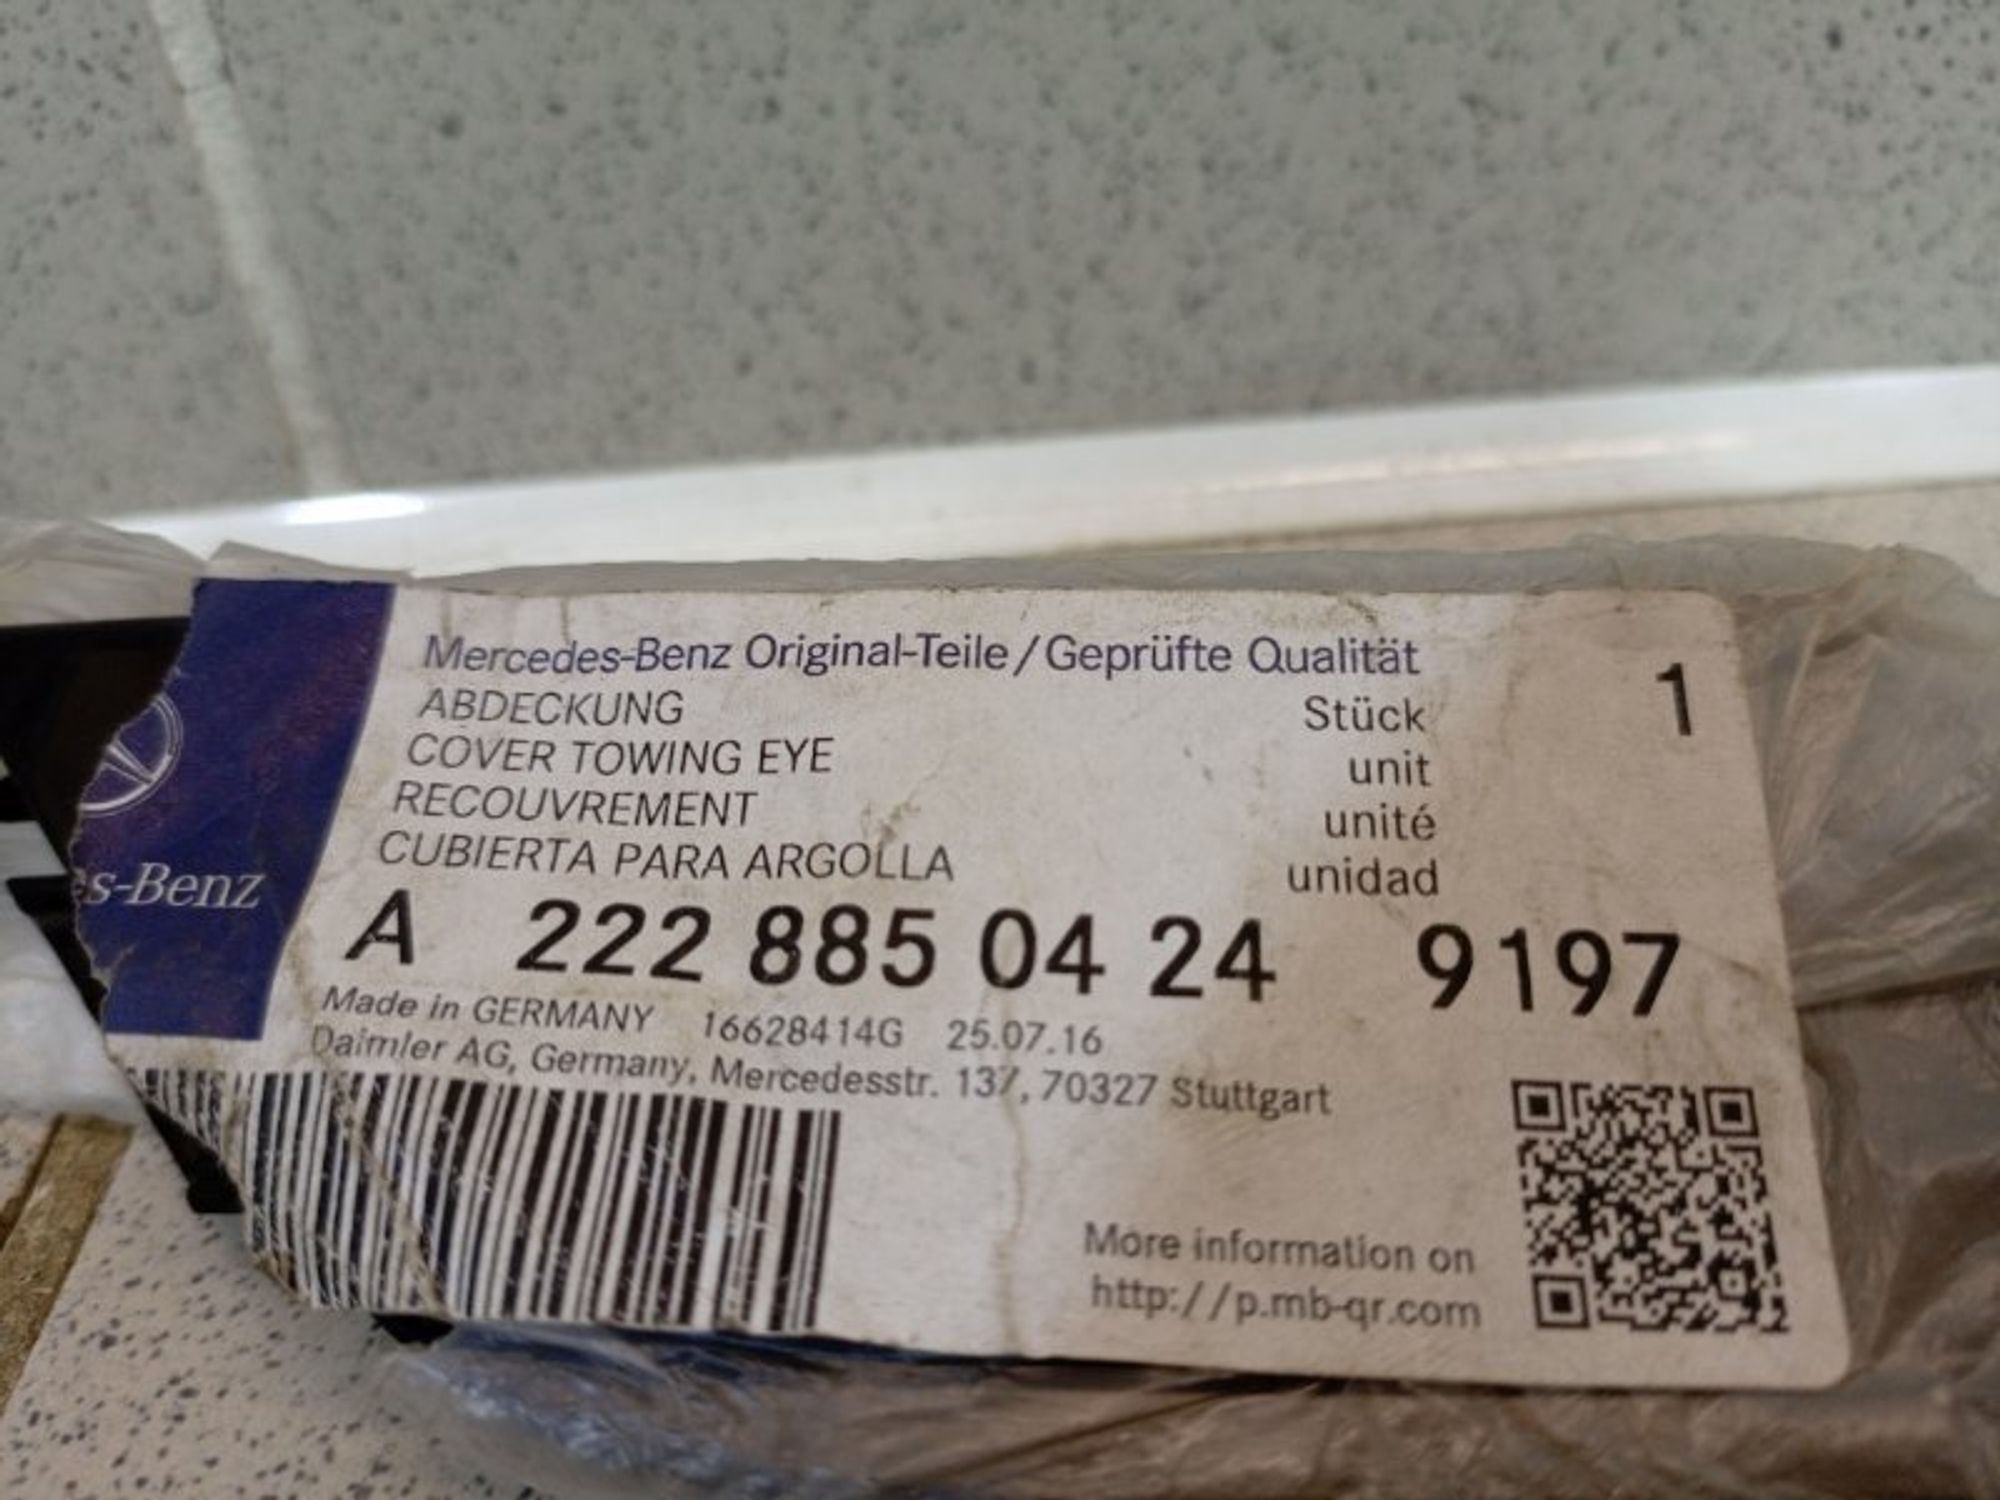 Mercedes-Benz Original-Teile / Geprüfte Qualität
ABDECKUNG Stück 1
COVER TOWING EYE unit
RECOUVREMENT unité
CUBIERTA PARA ARGOLLA unidad
es-Benz
A 222 885 04 24 9197
Made in GERMANY 16628414G 25.07.16
Daimler AG, Germany, Mercedesstr. 137, 70327 Stuttgart
More information on
http://p.mb-qr.com